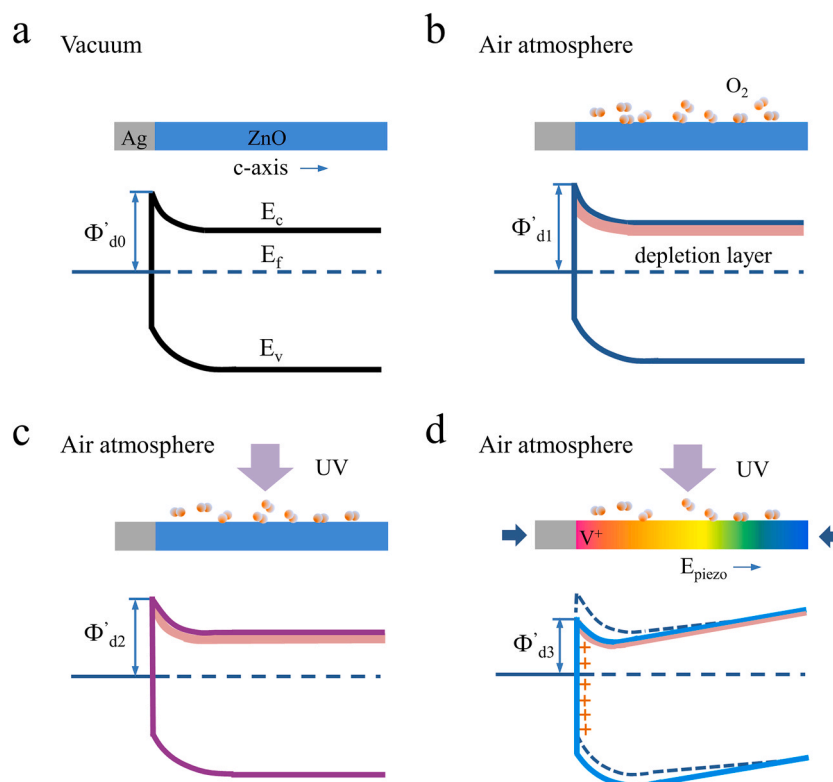 a
Vacuum
Ag
ZnO
c-axis
Φ'd0
Ec
Ef
Ev
b
Air atmosphere
O2
Φ'd1
depletion layer
c
Air atmosphere
UV
Φ'd2
d
Air atmosphere
UV
V+
Epiezo
Φ'd3
+
+
+
+
+
+